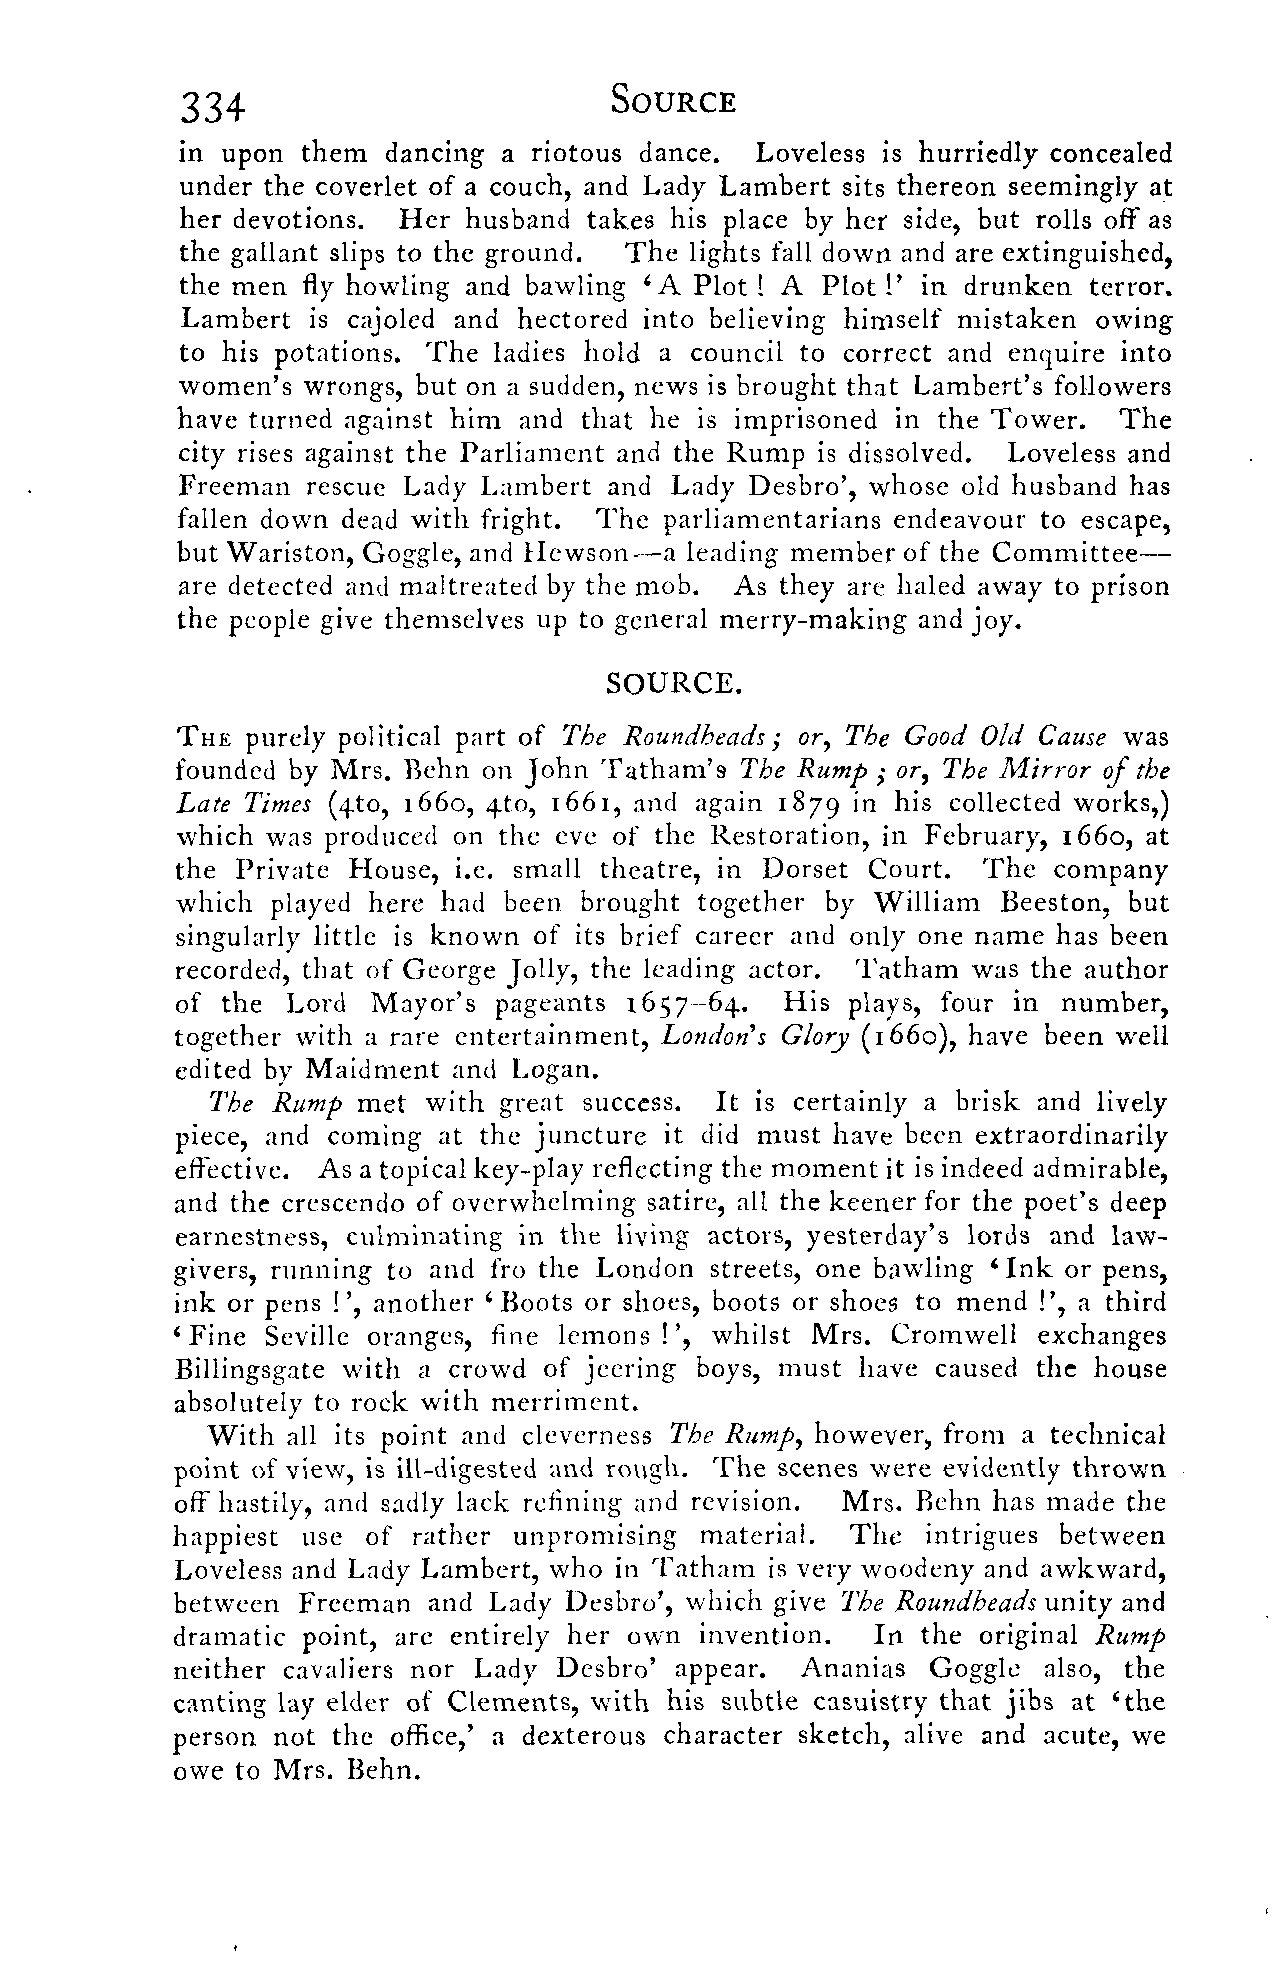 334 SOURCE
in upon them dancing a riotous dance. Loveless is hurriedly concealed
under the coverlet of a couch, and Lady Lambert sits thereon seemingly at
her devotions. Her husband takes his place by her side, but rolls off as
the gallant slips to the ground. The lights fall down and are extinguished,
the men fly howling and bawling ‘A Plot! A Plot!’ in drunken terror.
Lambert is cajoled and hectored into believing himself mistaken owing
to his potations. The ladies hold a council to correct and enquire into
women's wrongs, but on a sudden, news is brought that Lambert's followers
have turned against him and that he is imprisoned in the Tower. The
city rises against the Parliament and the Rump is dissolved. Loveless and
Freeman rescue Lady Lambert and Lady Desbro', whose old husband has
fallen down dead with fright. The parliamentarians endeavour to escape,
but Wariston, Goggle, and Hewson—a leading member of the Committee—
are detected and maltreated by the mob. As they are haled away to prison
the people give themselves up to general merry-making and joy.
SOURCE.
THE purely political part of The Roundheads; or, The Good Old Cause was
founded by Mrs. Behn on John Tatham's The Rump; or, The Mirror of the
Late Times (4to, 1660, 4to, 1661, and again 1879 in his collected works,)
which was produced on the eve of the Restoration, in February, 1660, at
the Private House, i.e. small theatre, in Dorset Court. The company
which played here had been brought together by William Beeston, but
singularly little is known of its brief career and only one name has been
recorded, that of George Jolly, the leading actor. Tatham was the author
of the Lord Mayor's pageants 1657–64. His plays, four in number,
together with a rare entertainment, London's Glory (1660), have been well
edited by Maidment and Logan.
The Rump met with great success. It is certainly a brisk and lively
piece, and coming at the juncture it did must have been extraordinarily
effective. As a topical key-play reflecting the moment it is indeed admirable,
and the crescendo of overwhelming satire, all the keener for the poet's deep
earnestness, culminating in the living actors, yesterday's lords and law-
givers, running to and fro the London streets, one bawling ‘Ink or pens,
ink or pens!’, another ‘Boots or shoes, boots or shoes to mend!’, a third
‘Fine Seville oranges, fine lemons!’, whilst Mrs. Cromwell exchanges
Billingsgate with a crowd of jeering boys, must have caused the house
absolutely to rock with merriment.
With all its point and cleverness The Rump, however, from a technical
point of view, is ill-digested and rough. The scenes were evidently thrown
off hastily, and sadly lack refining and revision. Mrs. Behn has made the
happiest use of rather unpromising material. The intrigues between
Loveless and Lady Lambert, who in Tatham is very woodeny and awkward,
between Freeman and Lady Desbro', which give The Roundheads unity and
dramatic point, are entirely her own invention. In the original Rump
neither cavaliers nor Lady Desbro' appear. Ananias Goggle also, the
canting lay elder of Clements, with his subtle casuistry that jibs at ‘the
person not the office,’ a dexterous character sketch, alive and acute, we
owe to Mrs. Behn.